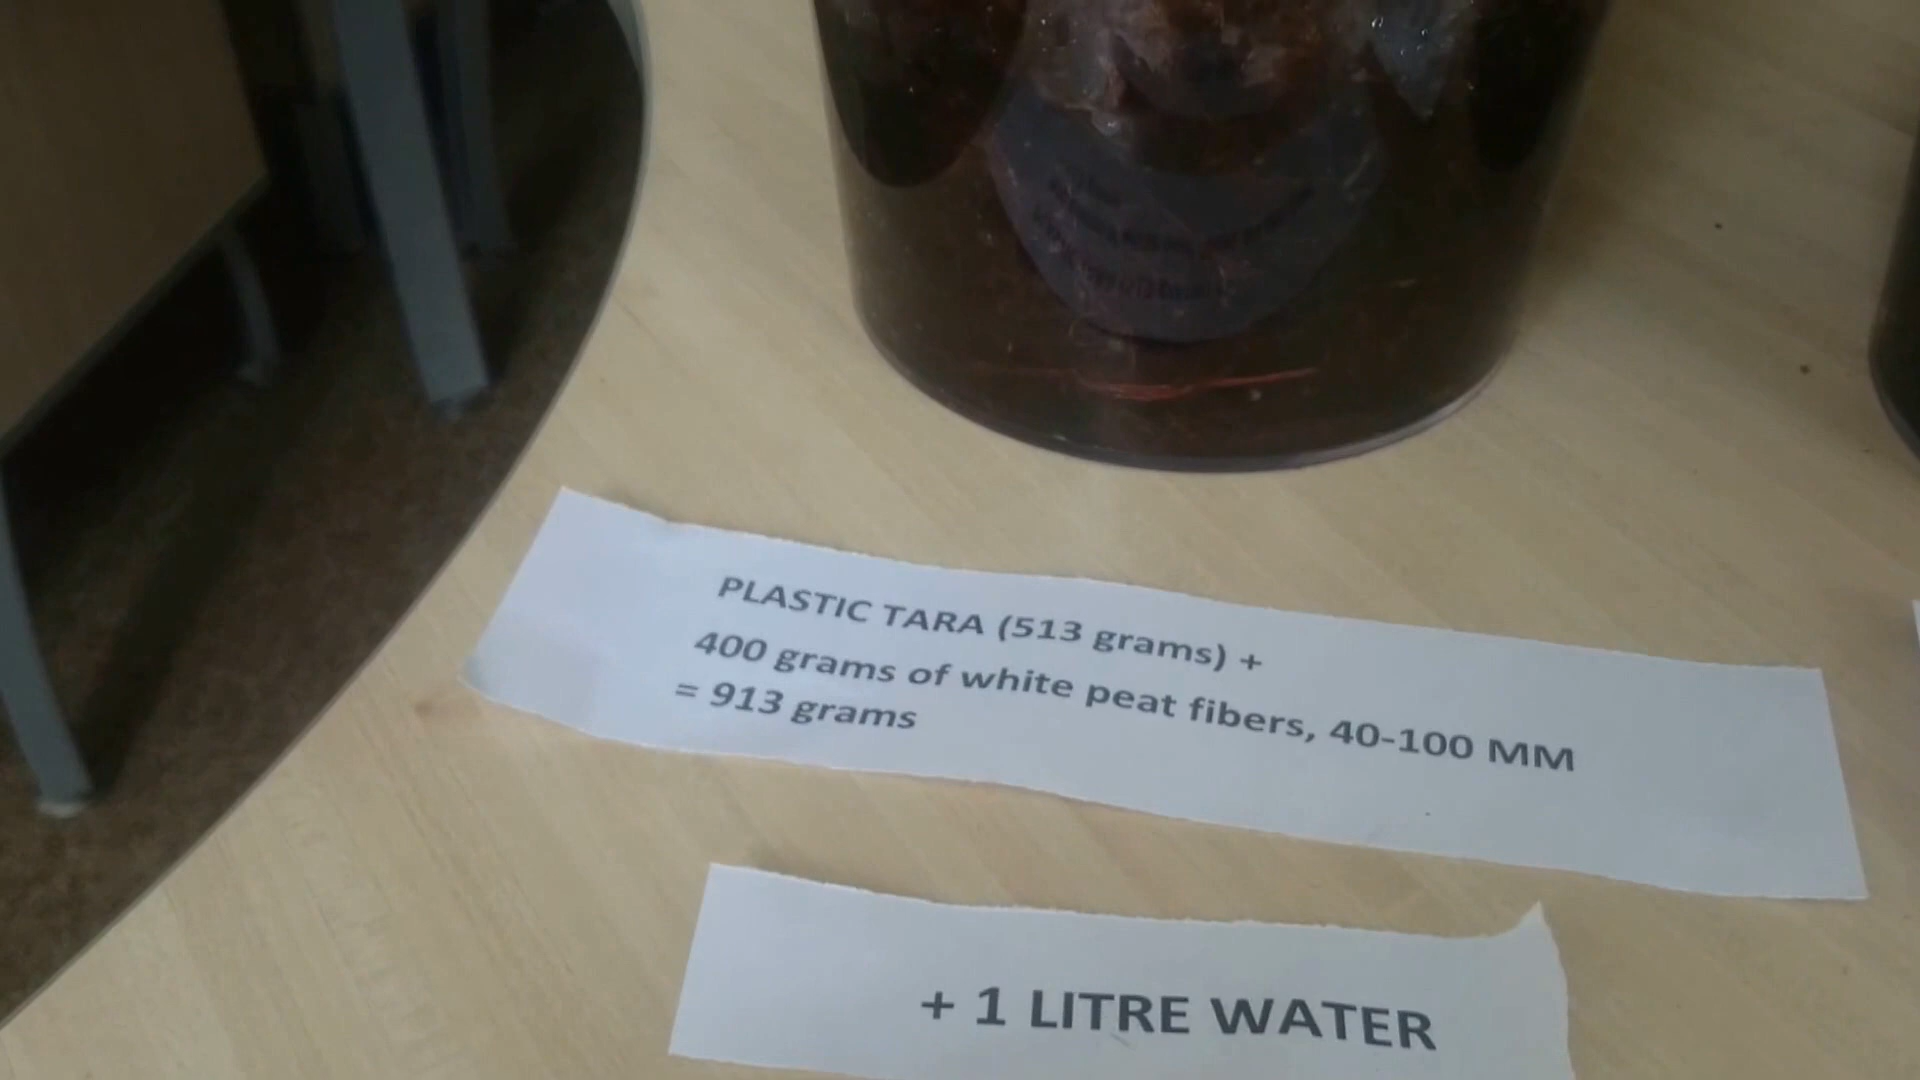 PLASTIC TARA (513 grams) +
400 grams of white peat fibers, 40-100 MM
= 913 grams
+ 1 LITRE WATER